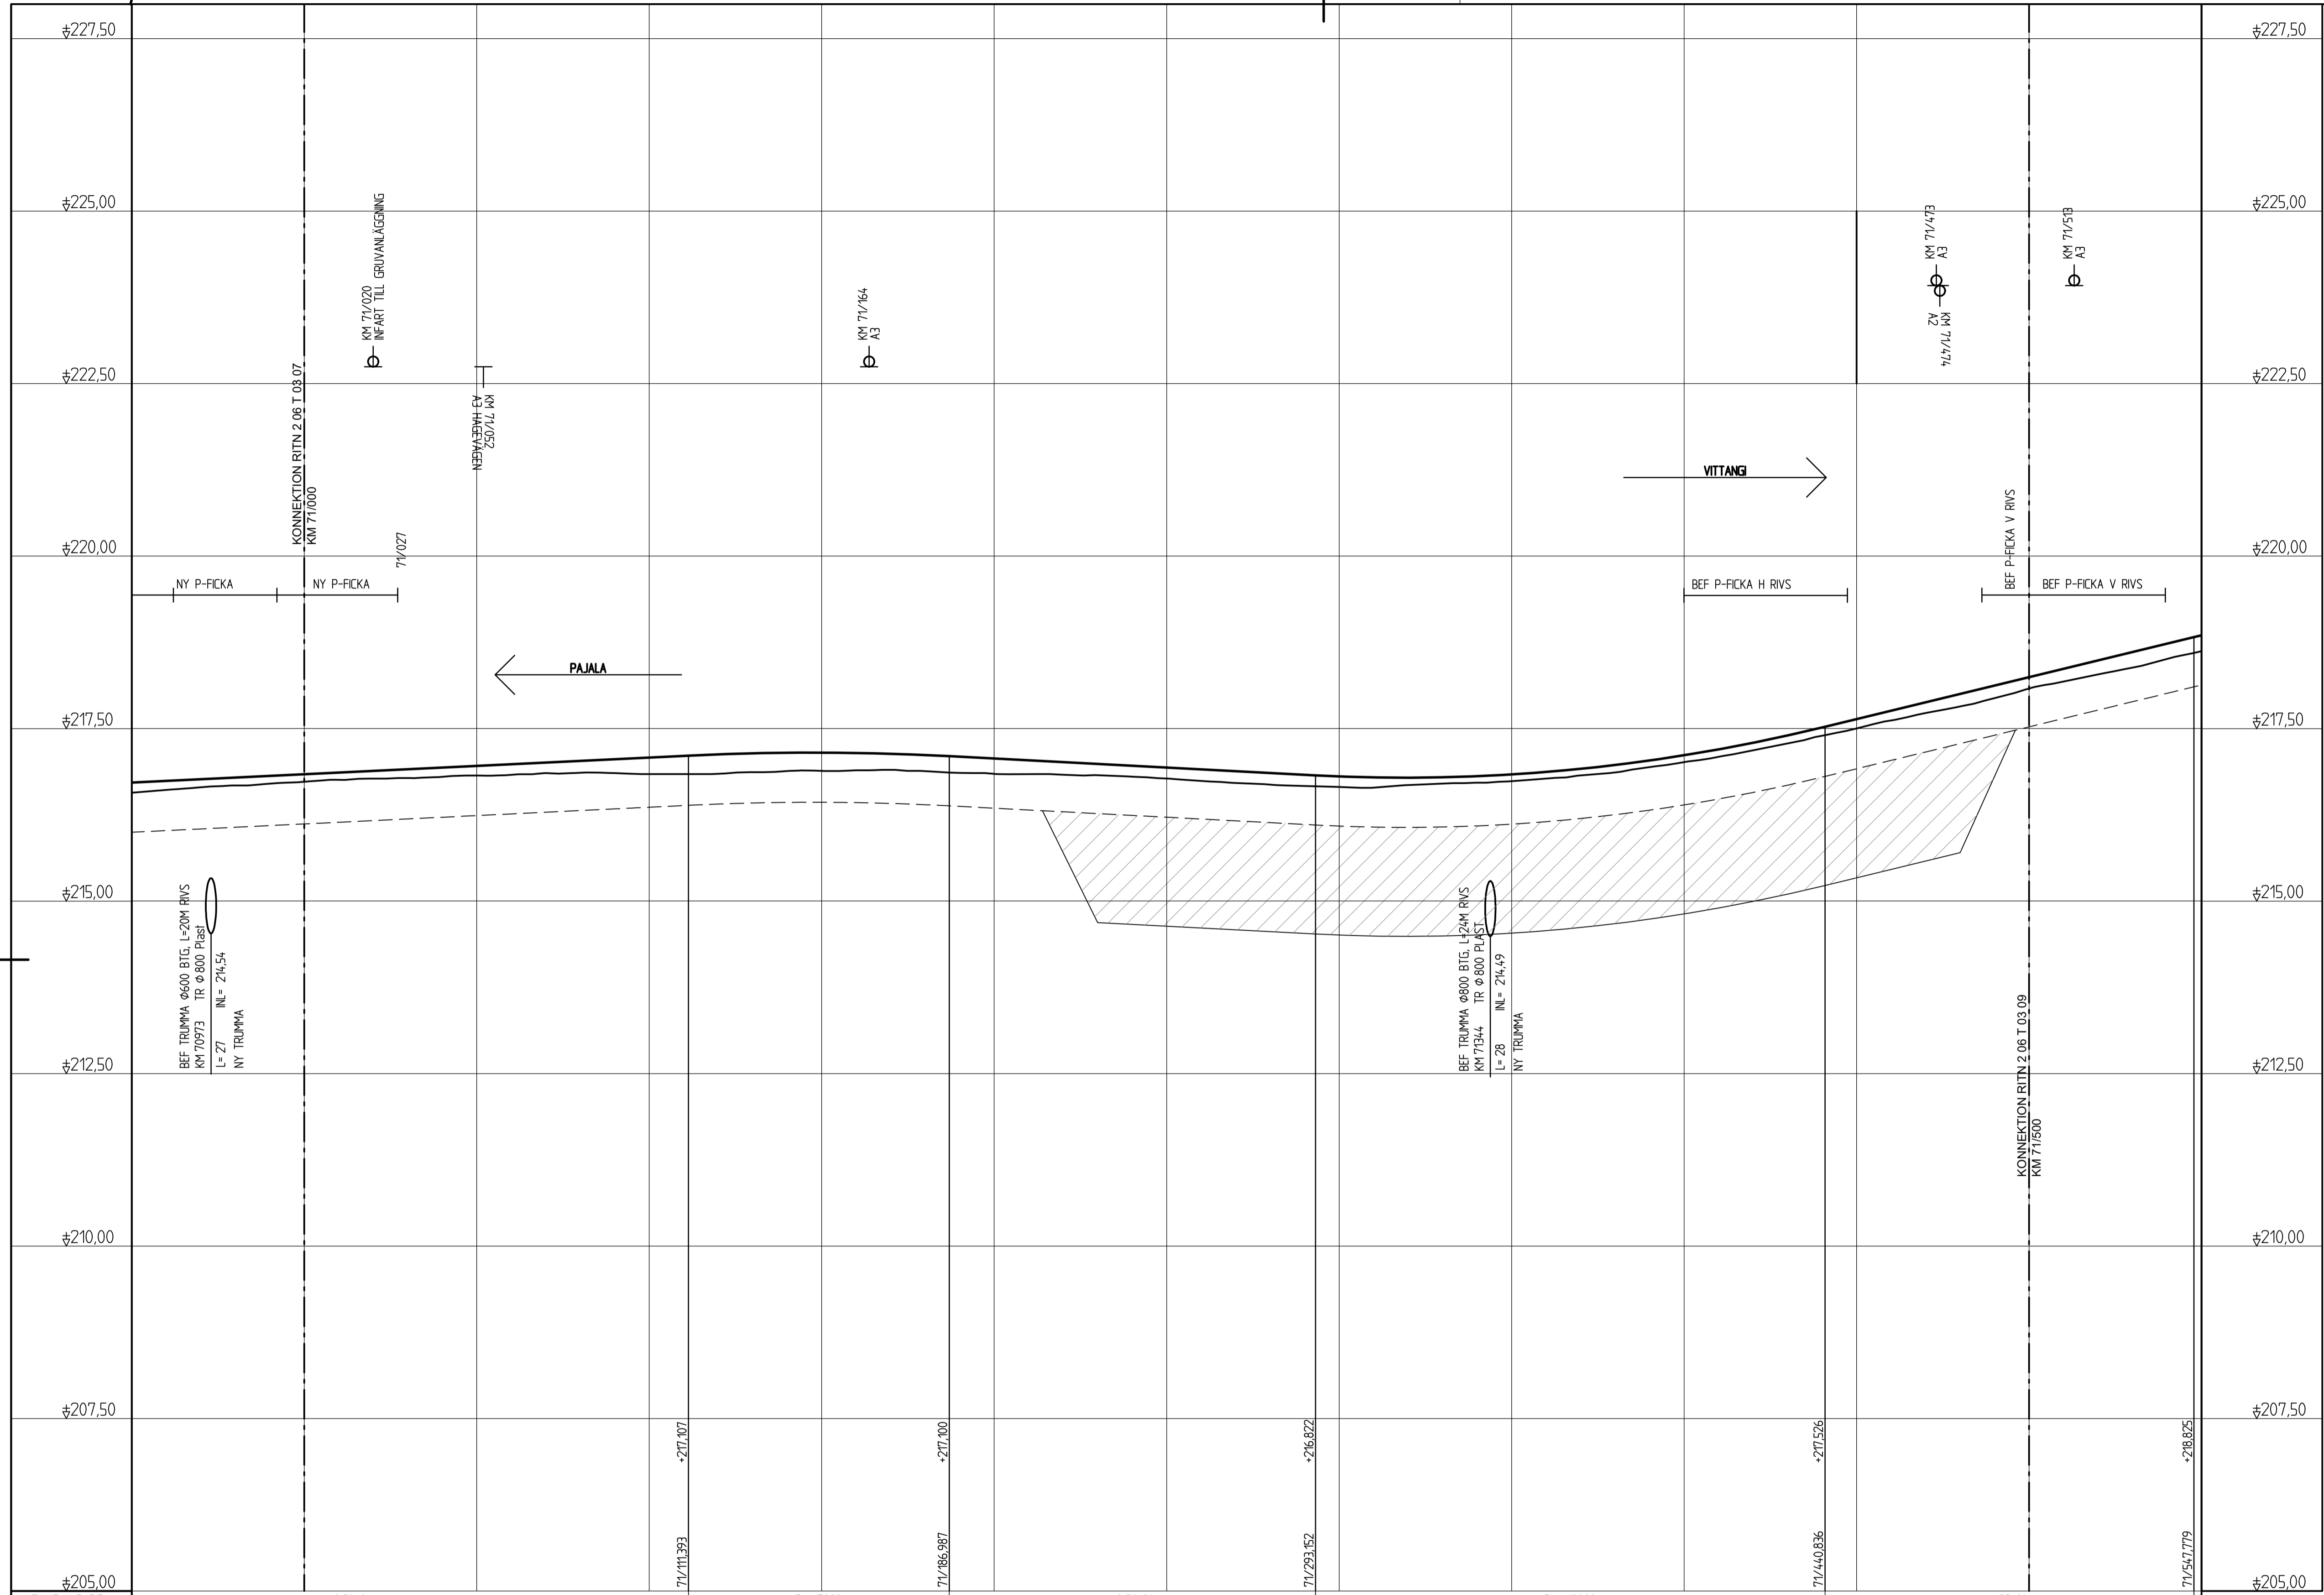 ±227,50
±227,50
±225,00
±225,00
±222,50
±222,50
±220,00
±220,00
±217,50
±217,50
±215,00
±215,00
±212,50
±212,50
±210,00
±210,00
±207,50
±207,50
±205,00
±205,00
KONNEKTION RITN 2 06 T 03 07
KM 71/000
KM 71/020
INFART TILL GRUVANLÄGGNING
KM 71/052
A3 HAGEVÄGEN
KM 71/164
EV
KM 71/473
E3
KM 71/474
A2
KM 71/513
E3
71/027
NY P-FICKA
NY P-FICKA
PAJALA
VITTANGI
BEF P-FICKA H RIVS
BEF P-FICKA V RIVS
BEF P-FICKA V RIVS
BEF TRUMMA Ø600 BTG, L=20M RIVS
KM 70973 TR Ø 800 Plast
L= 27 INL= 214,54
NY TRUMMA
BEF TRUMMA Ø800 BTG, L=24M RIVS
KM 71344 TR Ø 800 PLAST
L= 28 INL= 214,49
NY TRUMMA
KONNEKTION RITN 2 06 T 03 09
KM 71/500
+217,107
71/111,393
+217,100
71/186,987
+216,822
71/293,152
+217,526
71/440,836
+218,825
71/547,779